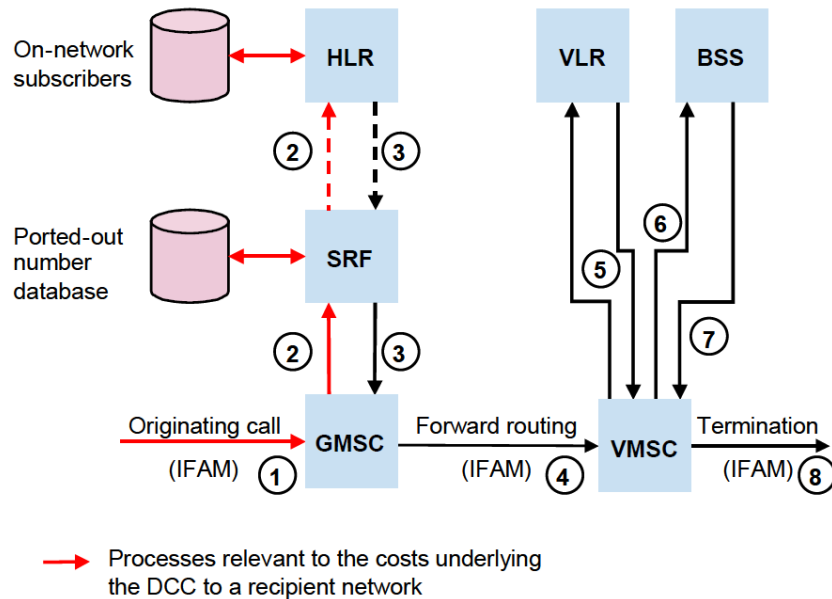 On-network
subscribers
HLR
VLR
BSS
2
3
6
Ported-out
number
database
SRF
5
2
3
7
Originating call
(IFAM)
1
GMSC
Forward routing
(IFAM)
4
VMSC
Termination
(IFAM)
8
Processes relevant to the costs underlying
the DCC to a recipient network